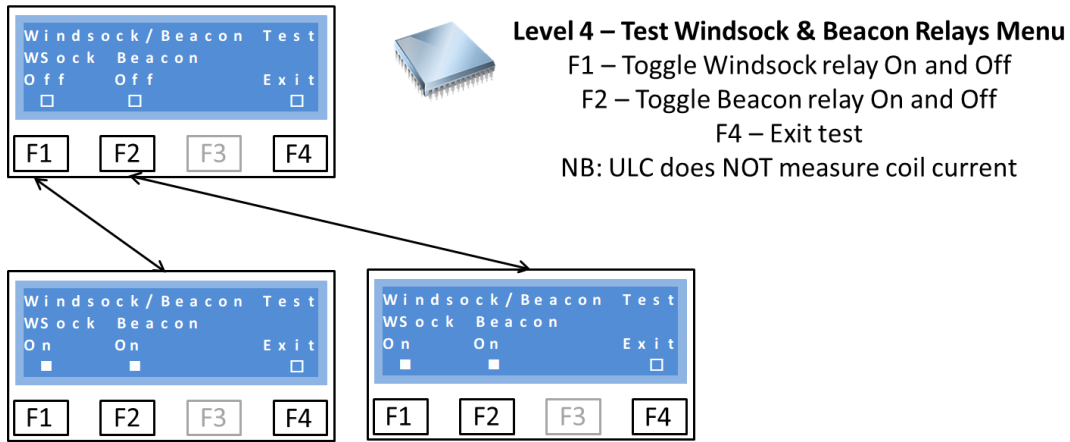 Windsock/Beacon Test
WSock Beacon
Off Off Exit
F1 F2 F3 F4
Level 4 – Test Windsock & Beacon Relays Menu
F1 – Toggle Windsock relay On and Off
F2 – Toggle Beacon relay On and Off
F4 – Exit test
NB: ULC does NOT measure coil current
Windsock/Beacon Test
WSock Beacon
On On Exit
F1 F2 F3 F4
Windsock/Beacon Test
WSock Beacon
On On Exit
F1 F2 F3 F4